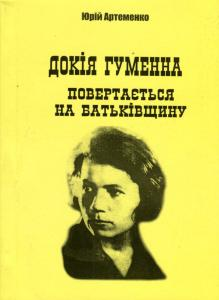 Юрій Артеменко
ДОКІЯ ГУМЕННА
ПОВЕРТАЄТЬСЯ
НА БАТЬКІВЩИНУ